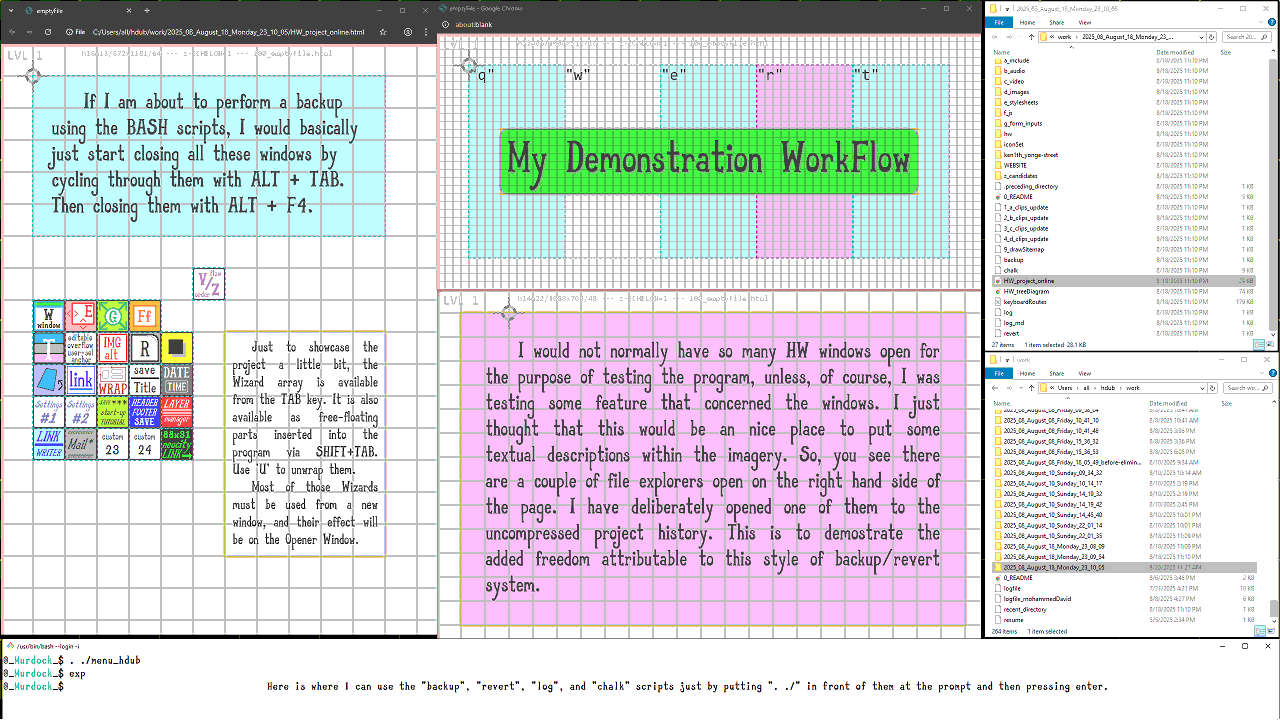 emptyfile
File C:/Users/all/hdub/work/2025_08_August_18_Monday_23_10_05/HW_project_online.html
LVL 1
If I am about to perform a backup
using the BASH scripts, I would basically
just start closing all these windows by
cycling through them with ALT + TAB.
Then closing them with ALT + F4.
flow
V/Z
order
W
window
>_E
G
Ff
I
editable
overflow
user-sel
anchor
IMG
alt
R
link
WRAP
save
Title
DATE
TIME
Settings
#1
Settings
#2
save ***
start-up
TUTORIAL
HEADER
FOOTER
SAVE
LAYER
manager
LINK
WRITER
Mail*
custom
23
custom
24
88x31
neocity
LINK
Just to showcase the
project a little bit, the
Wizard array is available
from the TAB key. It is also
available as free-floating
parts inserted into the
program via SHIFT+TAB.
Use 'U' to unwrap them.
Most of those Wizards
must be used from a new
window, and their effect will
be on the Opener Window.
emptyfile - Google Chrome
about:blank
"q" "w" "e" "r" "t"
My Demonstration WorkFlow
LVL 1
I would not normally have so many HW windows open for
the purpose of testing the program, unless, of course, I was
testing some feature that concerned the windows. I just
thought that this would be an nice place to put some
textual descriptions within the imagery. So, you see there
are a couple of file explorers open on the right hand side of
the page. I have deliberately opened one of them to the
uncompressed project history. This is to demostrate the
added freedom attributable to this style of backup/revert
system.
2025_08_August_18_Monday_23_10_05
File Home Share View
work 2025_08_August_18_Monday_23_... Search 20...
Name Date modified Type Size
a_include 8/18/2025 11:10 PM
b_audio 8/18/2025 11:10 PM
c_video 8/18/2025 11:10 PM
d_images 8/18/2025 11:10 PM
e_stylesheets 8/18/2025 11:10 PM
f_js 8/18/2025 11:10 PM
g_form_inputs 8/18/2025 11:10 PM
hw 8/18/2025 11:10 PM
iconSet 8/18/2025 11:10 PM
ken1th_yonge-street 8/18/2025 11:10 PM
WEBSITE 8/18/2025 11:10 PM
z_candidates 8/18/2025 11:10 PM
.preceding_directory 8/18/2025 11:10 PM 1 KB
0_README 8/18/2025 11:10 PM 5 KB
1_a_clips_update 8/18/2025 11:10 PM 1 KB
2_b_clips_update 8/18/2025 11:10 PM 1 KB
3_c_clips_update 8/18/2025 11:10 PM 1 KB
4_d_clips_update 8/18/2025 11:10 PM 1 KB
9_drawSitemap 8/18/2025 11:10 PM 1 KB
backup 8/18/2025 11:10 PM 1 KB
chalk 8/18/2025 11:10 PM 9 KB
HW_project_online 8/18/2025 11:10 PM 29 KB
HW_treeDiagram 8/18/2025 11:10 PM 74 KB
keyboardRoutes 8/18/2025 11:10 PM 179 KB
log 8/18/2025 11:10 PM 1 KB
log_md 8/18/2025 11:10 PM 1 KB
revert 8/18/2025 11:10 PM 1 KB
27 items 1 item selected 28.1 KB
work
File Home Share View
Users all hdub work Search wo...
Name Date modified Type Size
2025_08_August_08_Friday_10_41_10 8/8/2025 10:41 AM
2025_08_August_08_Friday_10_41_46 8/8/2025 3:36 PM
2025_08_August_08_Friday_15_36_32 8/8/2025 3:36 PM
2025_08_August_08_Friday_15_36_53 8/8/2025 6:05 PM
2025_08_August_08_Friday_18_05_49_before-elimin... 8/10/2025 9:34 AM
2025_08_August_10_Sunday_09_34_32 8/10/2025 10:14 AM
2025_08_August_10_Sunday_10_14_17 8/10/2025 2:19 PM
2025_08_August_10_Sunday_14_19_32 8/10/2025 2:19 PM
2025_08_August_10_Sunday_14_19_42 8/10/2025 2:45 PM
2025_08_August_10_Sunday_14_45_40 8/10/2025 10:01 PM
2025_08_August_10_Sunday_22_01_14 8/10/2025 10:01 PM
2025_08_August_10_Sunday_22_01_35 8/18/2025 11:09 PM
2025_08_August_18_Monday_23_08_09 8/18/2025 11:09 PM
2025_08_August_18_Monday_23_09_54 8/18/2025 11:10 PM
2025_08_August_18_Monday_23_10_05 8/20/2025 11:27 AM
0_README 8/6/2025 3:46 PM 2 KB
logfile 7/31/2025 4:21 PM 10 KB
logfile_mohammedDavid 8/8/2025 4:27 PM 6 KB
recent_directory 8/18/2025 11:10 PM 1 KB
resume 5/5/2025 2:34 PM 1 KB
264 items 1 item selected
/usr/bin/bash --login -i
@_Murdock_$ . ./menu_hdub
@_Murdock_$ exp
@_Murdock_$ Here is where I can use the "backup", "revert", "log", and "chalk" scripts just by putting ". ./" in front of them at the prompt and then pressing enter.